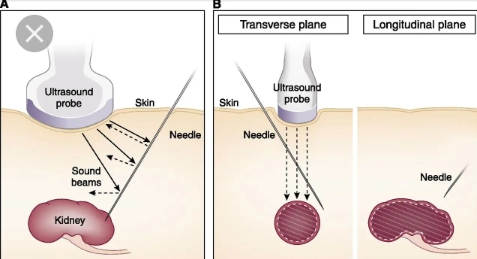 A
Ultrasound
probe
Skin
Needle
Sound
beams
Kidney
B
Transverse plane
Longitudinal plane
Ultrasound
probe
Skin
Needle
Needle